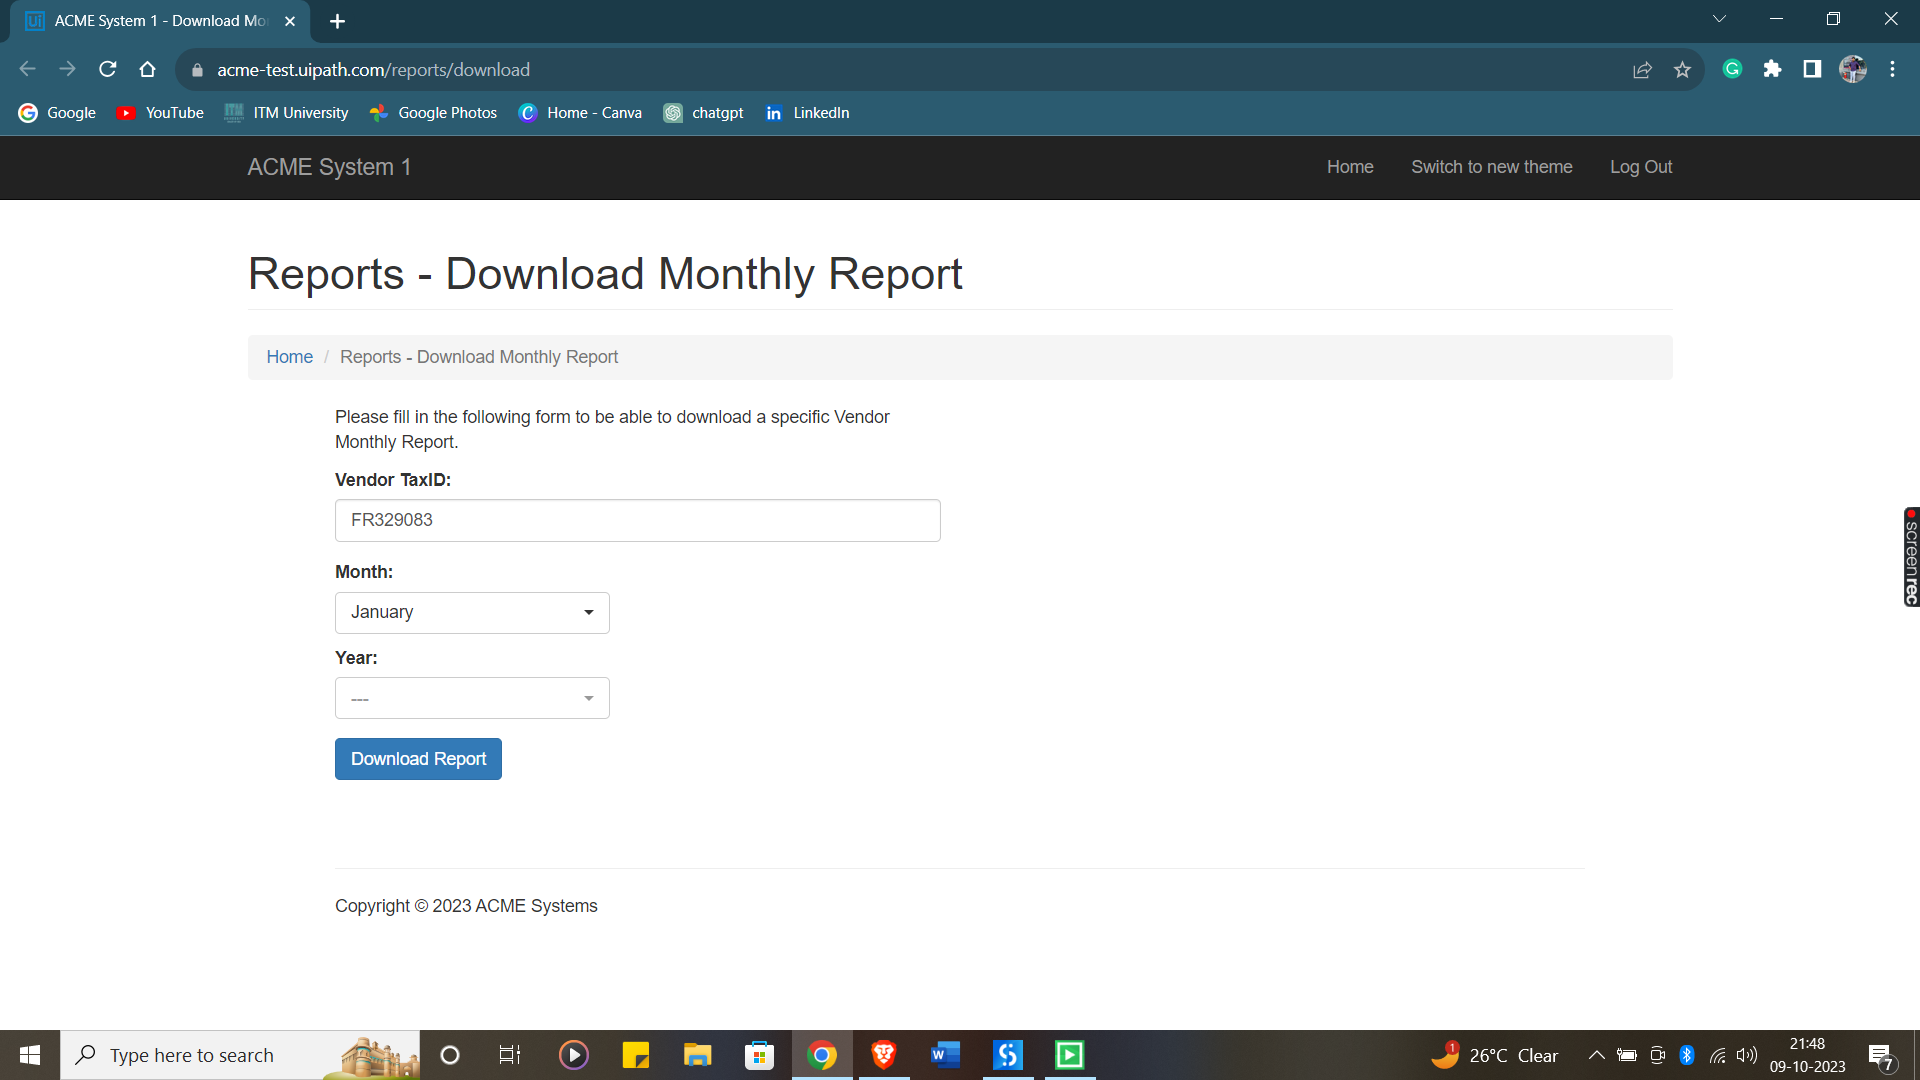 ACME System 1 - Download Mo
acme-test.uipath.com/reports/download
Google YouTube ITM University Google Photos Home - Canva chatgpt LinkedIn
ACME System 1 Home Switch to new theme Log Out
Reports - Download Monthly Report
Home / Reports - Download Monthly Report
Please fill in the following form to be able to download a specific Vendor
Monthly Report.
Vendor TaxID:
FR329083
Month:
January
Year:
---
Download Report
screenrec
Copyright © 2023 ACME Systems
Type here to search
1 26°C Clear
21:48
09-10-2023
7